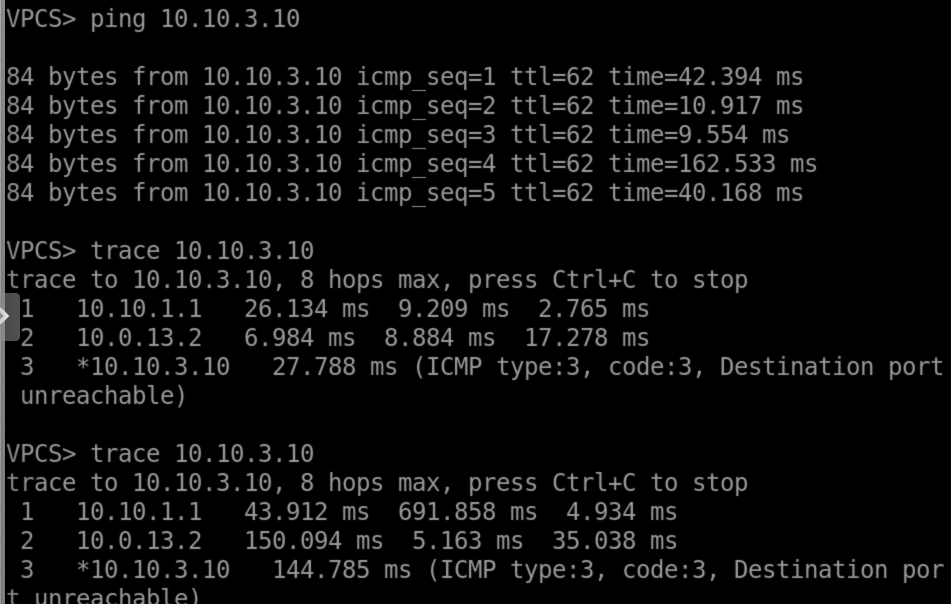 VPCS> ping 10.10.3.10
84 bytes from 10.10.3.10 icmp_seq=1 ttl=62 time=42.394 ms
84 bytes from 10.10.3.10 icmp_seq=2 ttl=62 time=10.917 ms
84 bytes from 10.10.3.10 icmp_seq=3 ttl=62 time=9.554 ms
84 bytes from 10.10.3.10 icmp_seq=4 ttl=62 time=162.533 ms
84 bytes from 10.10.3.10 icmp_seq=5 ttl=62 time=40.168 ms
VPCS> trace 10.10.3.10
trace to 10.10.3.10, 8 hops max, press Ctrl+C to stop
1   10.10.1.1   26.134 ms  9.209 ms  2.765 ms
2   10.0.13.2   6.984 ms  8.884 ms  17.278 ms
3   *10.10.3.10   27.788 ms (ICMP type:3, code:3, Destination port
unreachable)
VPCS> trace 10.10.3.10
trace to 10.10.3.10, 8 hops max, press Ctrl+C to stop
1   10.10.1.1   43.912 ms  691.858 ms  4.934 ms
2   10.0.13.2   150.094 ms  5.163 ms  35.038 ms
3   *10.10.3.10   144.785 ms (ICMP type:3, code:3, Destination por
t unreachable)